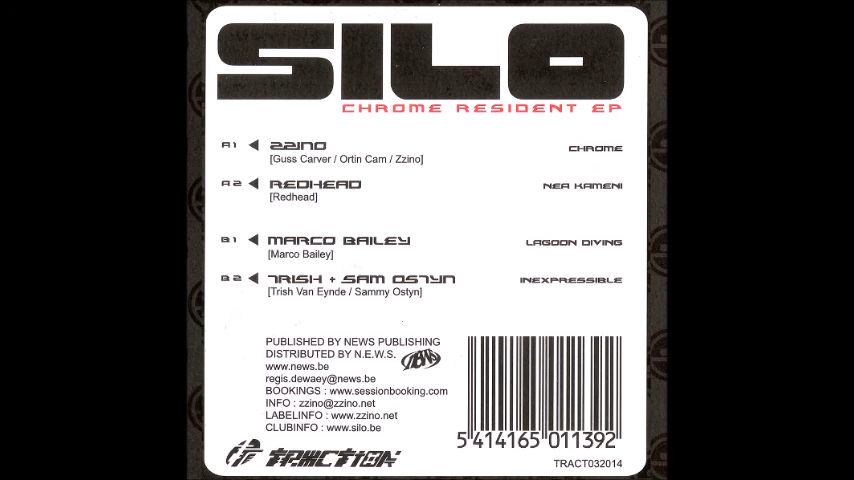 SILO
CHROME RESIDENT EP
A1 ZZINO CHROME
[Guss Carver / Ortin Cam / Zzino]
A2 REDHEAD NEA KAMENI
[Redhead]
B1 MARCO BAILEY LAGOON DIVING
[Marco Bailey]
B2 TRISH + SAM OSTYN INEXPRESSIBLE
[Trish Van Eynde / Sammy Ostyn]
PUBLISHED BY NEWS PUBLISHING
DISTRIBUTED BY N.E.W.S. NEWS
www.news.be
regis.dewaey@news.be
BOOKINGS : www.sessionbooking.com
INFO : zzino@zzino.net
LABELINFO : www.zzino.net
CLUBINFO : www.silo.be
5 414165 011392
TRACTION
TRACT032014